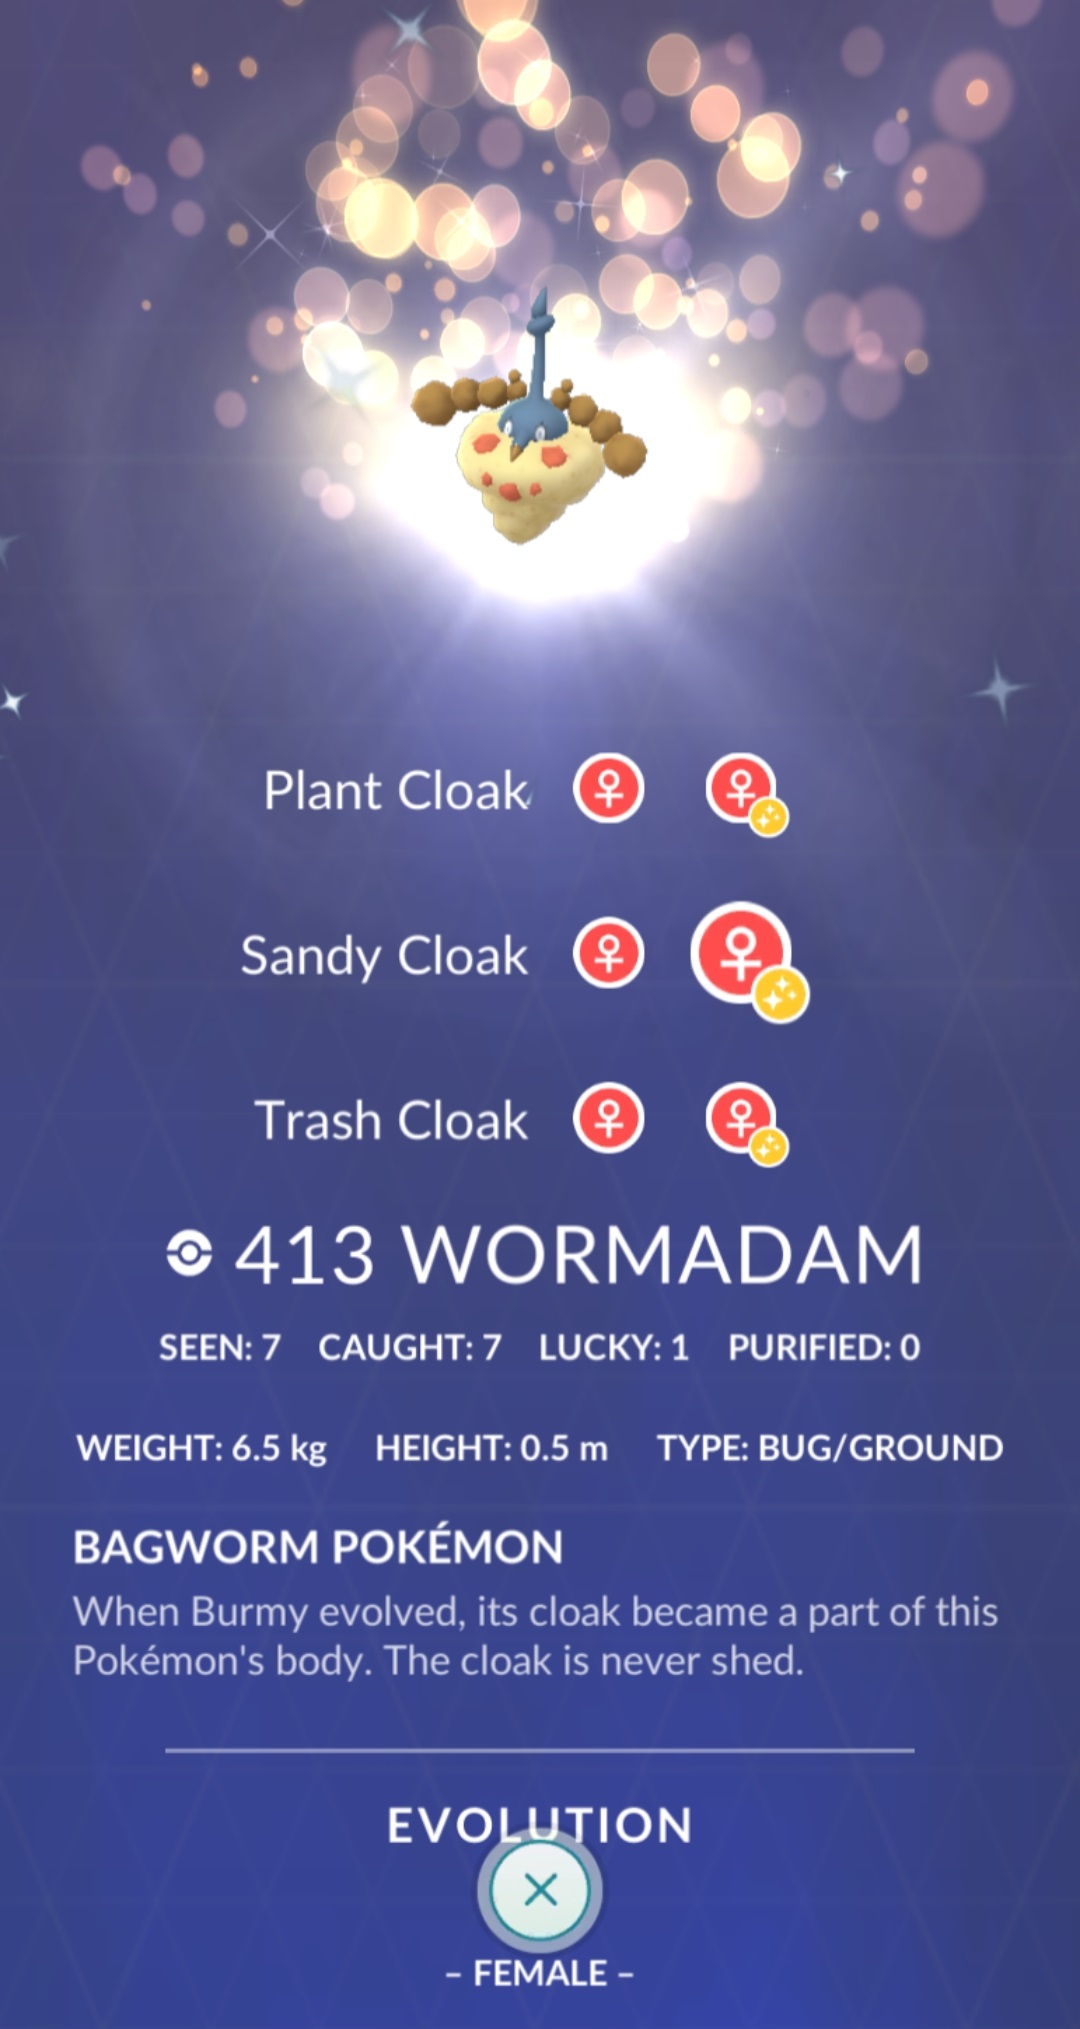 Plant Cloak
Sandy Cloak
Trash Cloak
413 WORMADAM
SEEN: 7 CAUGHT: 7 LUCKY: 1 PURIFIED: 0
WEIGHT: 6.5 kg HEIGHT: 0.5 m TYPE: BUG/GROUND
BAGWORM POKÉMON
When Burmy evolved, its cloak became a part of this
Pokémon's body. The cloak is never shed.
EVOLUTION
– FEMALE –